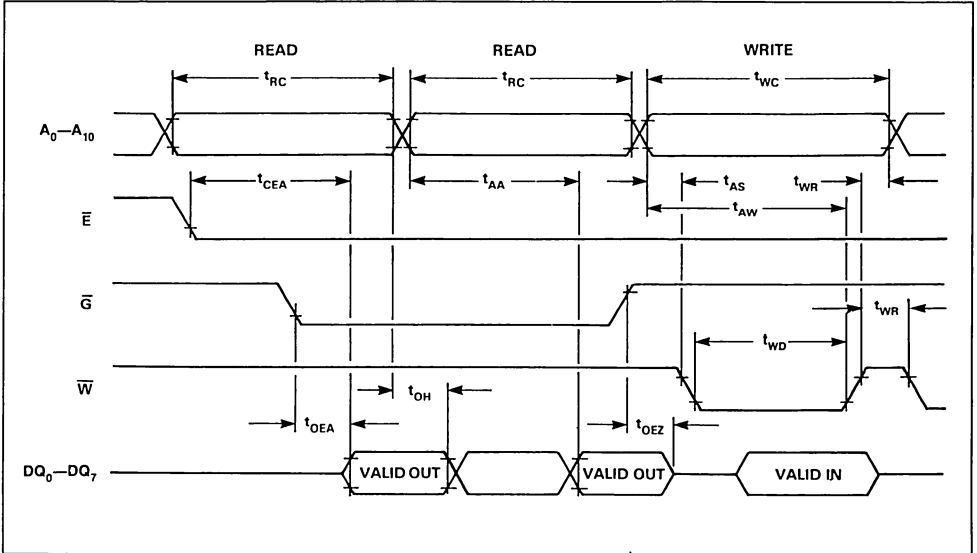 READ READ WRITE
tRC tRC tWC
A0—A10
tCEA tAA tAS tWR
tAW
E̅
G̅
tWR
tWD
W̅
tOH
tOEA tOEZ
DQ0—DQ7 VALID OUT VALID OUT VALID IN